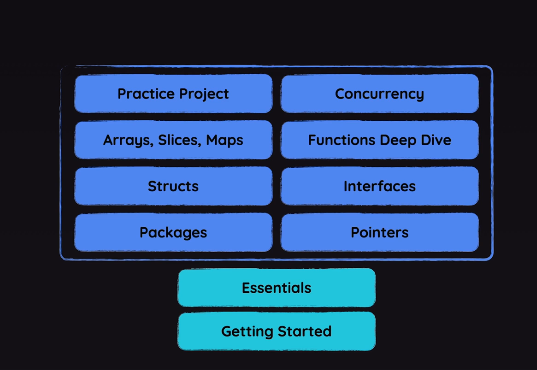 Practice Project
Concurrency
Arrays, Slices, Maps
Functions Deep Dive
Structs
Interfaces
Packages
Pointers
Essentials
Getting Started